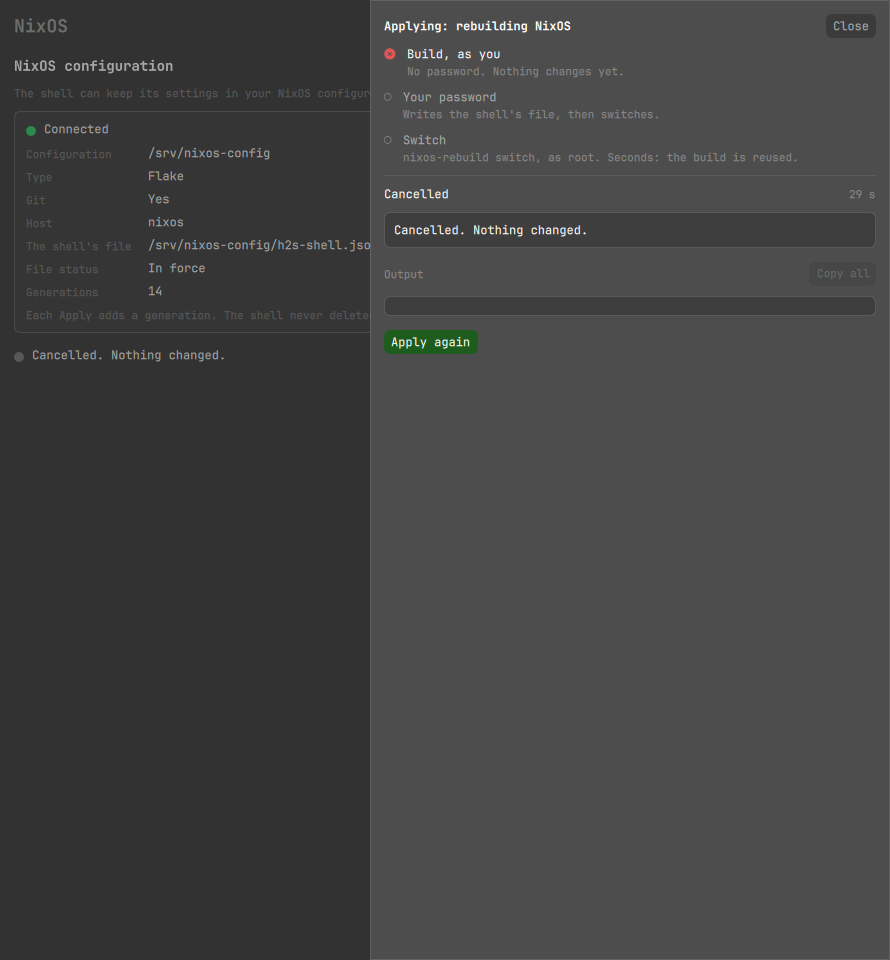 NixOS
NixOS configuration
The shell can keep its settings in your NixOS configur
Connected
Configuration /srv/nixos-config
Type Flake
Git Yes
Host nixos
The shell's file /srv/nixos-config/h2s-shell.jso
File status In force
Generations 14
Each Apply adds a generation. The shell never delete
Cancelled. Nothing changed.
Applying: rebuilding NixOS
Close
Build, as you
No password. Nothing changes yet.
Your password
Writes the shell's file, then switches.
Switch
nixos-rebuild switch, as root. Seconds: the build is reused.
Cancelled 29 s
Cancelled. Nothing changed.
Output Copy all
Apply again